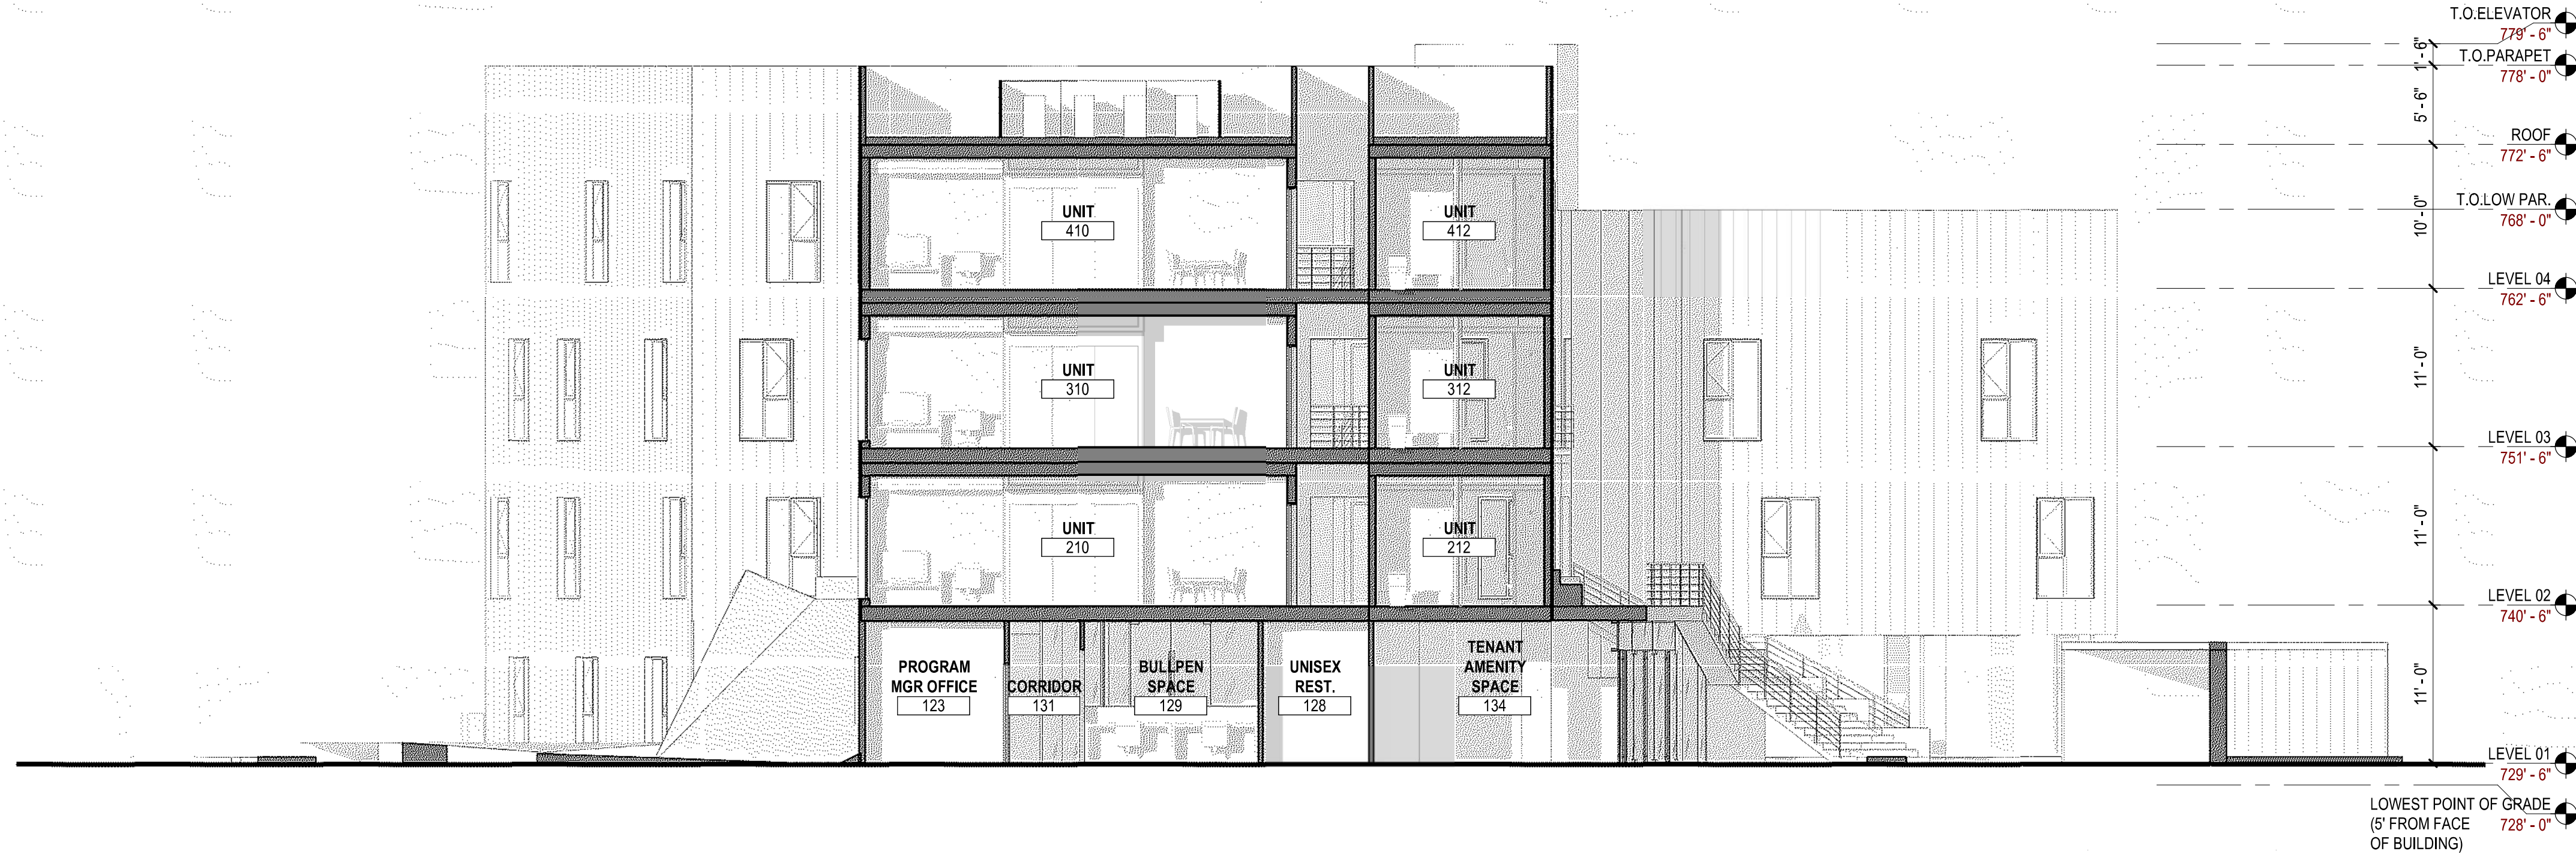 T.O.ELEVATOR
779' - 6"
1' - 6"
T.O.PARAPET
778' - 0"
5' - 6"
ROOF
772' - 6"
T.O.LOW PAR.
768' - 0"
10' - 0"
LEVEL 04
762' - 6"
11' - 0"
LEVEL 03
751' - 6"
11' - 0"
LEVEL 02
740' - 6"
11' - 0"
LEVEL 01
729' - 6"
LOWEST POINT OF GRADE
(5' FROM FACE
OF BUILDING)
728' - 0"
UNIT
410
UNIT
412
UNIT
310
UNIT
312
UNIT
210
UNIT
212
PROGRAM
MGR OFFICE
123
CORRIDOR
131
BULLPEN
SPACE
129
UNISEX
REST.
128
TENANT
AMENITY
SPACE
134